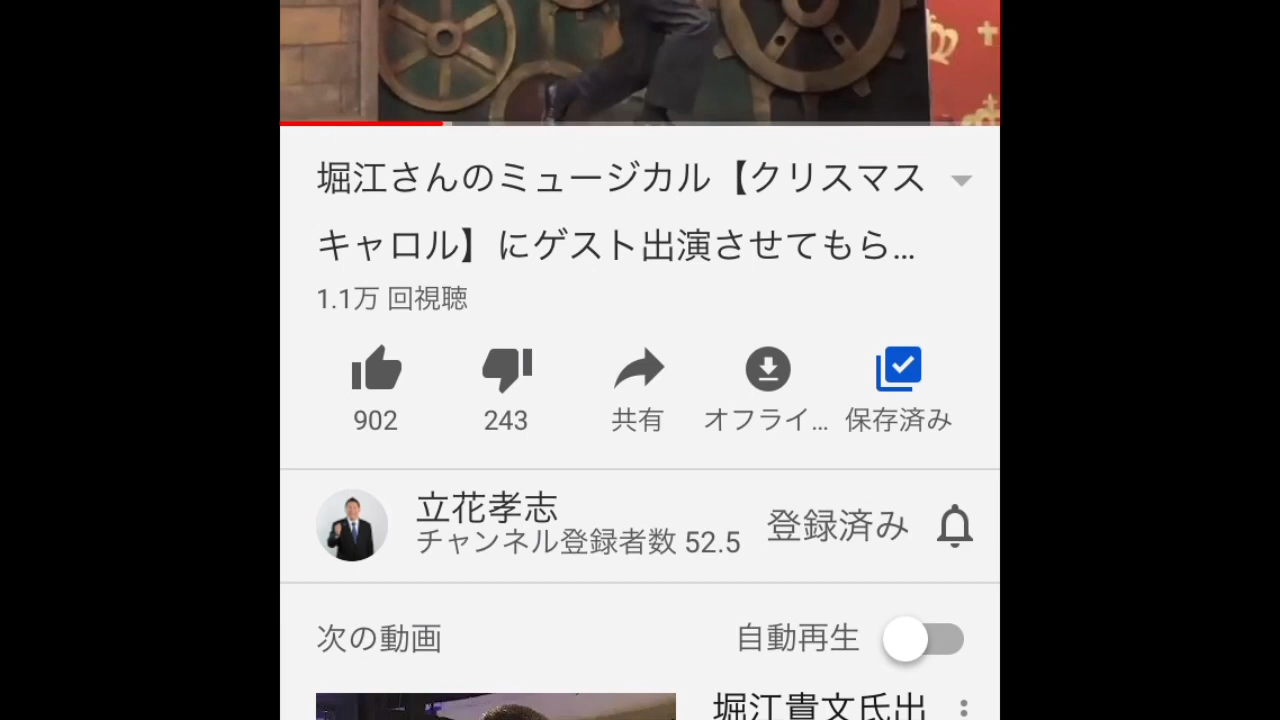 堀江さんのミュージカル【クリスマス
キャロル】にゲスト出演させてもら...
1.1万 回視聴
902
243
共有
オフライ...
保存済み
立花孝志
チャンネル登録者数 52.5
登録済み
次の動画
自動再生
堀江貴文氏出